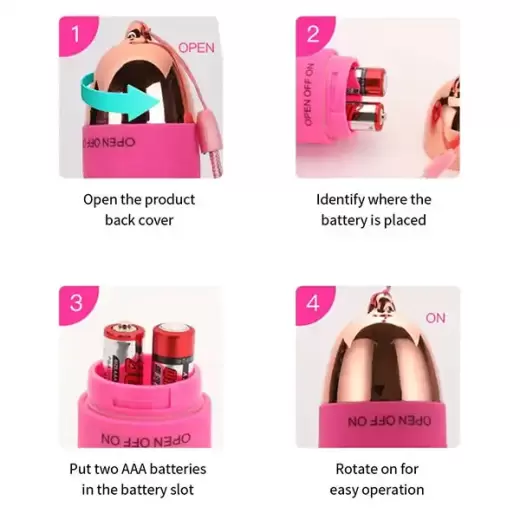 1
OPEN
OPEN OFF ON
Open the product
back cover
2
OPEN OFF ON
Identify where the
battery is placed
3
OPEN OFF ON
Put two AAA batteries
in the battery slot
4
ON
OPEN OFF ON
Rotate on for
easy operation